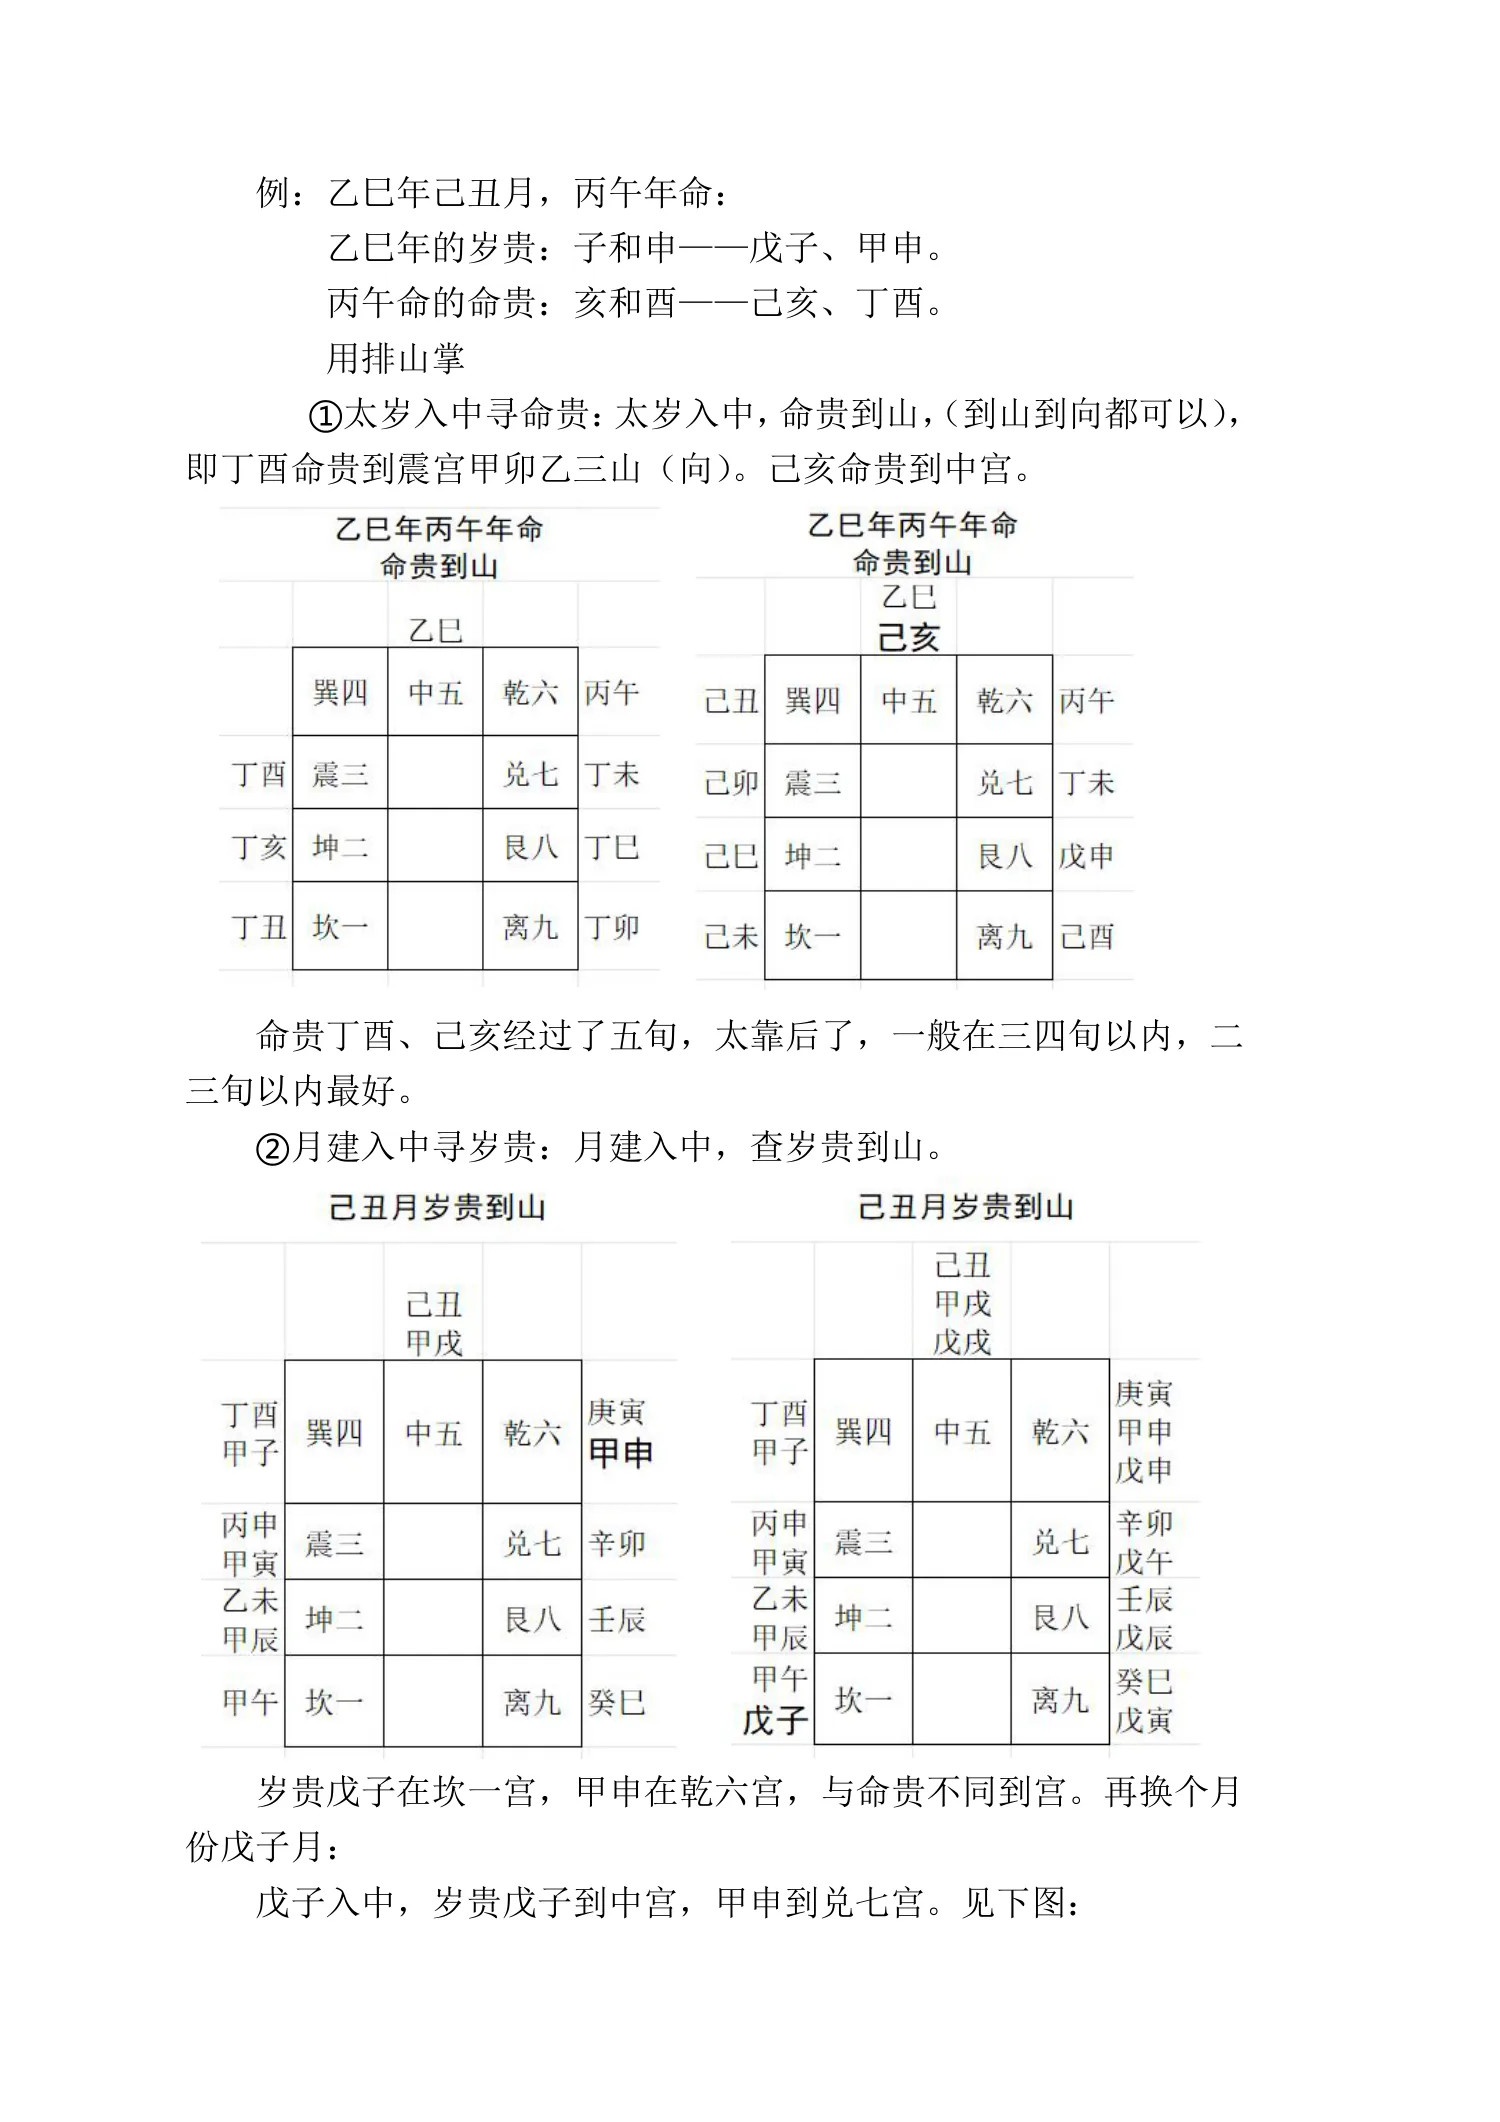 例：乙巳年己丑月，丙午年命：
乙巳年的岁贵：子和申——戊子、甲申。
丙午命的命贵：亥和酉——己亥、丁酉。
用排山掌
①太岁入中寻命贵：太岁入中，命贵到山，（到山到向都可以），
即丁酉命贵到震宫甲卯乙三山（向）。己亥命贵到中宫。
乙巳年丙午年命
命贵到山
乙巳
巽四 中五 乾六 丙午
丁酉 震三 兑七 丁未
丁亥 坤二 艮八 丁巳
丁丑 坎一 离九 丁卯
乙巳年丙午年命
命贵到山
乙巳
己亥
己丑 巽四 中五 乾六 丙午
己卯 震三 兑七 丁未
己巳 坤二 艮八 戊申
己未 坎一 离九 己酉
命贵丁酉、己亥经过了五旬，太靠后了，一般在三四旬以内，二
三旬以内最好。
②月建入中寻岁贵：月建入中，查岁贵到山。
己丑月岁贵到山
己丑
甲戌
丁酉 庚寅
甲子 巽四 中五 乾六 甲申
丙申
甲寅 震三 兑七 辛卯
乙未
甲辰 坤二 艮八 壬辰
甲午 坎一 离九 癸巳
己丑月岁贵到山
己丑
甲戌
戊戌
丁酉 庚寅
甲子 巽四 中五 乾六 甲申
戊申
丙申 辛卯
甲寅 震三 兑七 戊午
乙未 壬辰
甲辰 坤二 艮八 戊辰
甲午 癸巳
戊子 坎一 离九 戊寅
岁贵戊子在坎一宫，甲申在乾六宫，与命贵不同到宫。再换个月
份戊子月：
戊子入中，岁贵戊子到中宫，甲申到兑七宫。见下图：